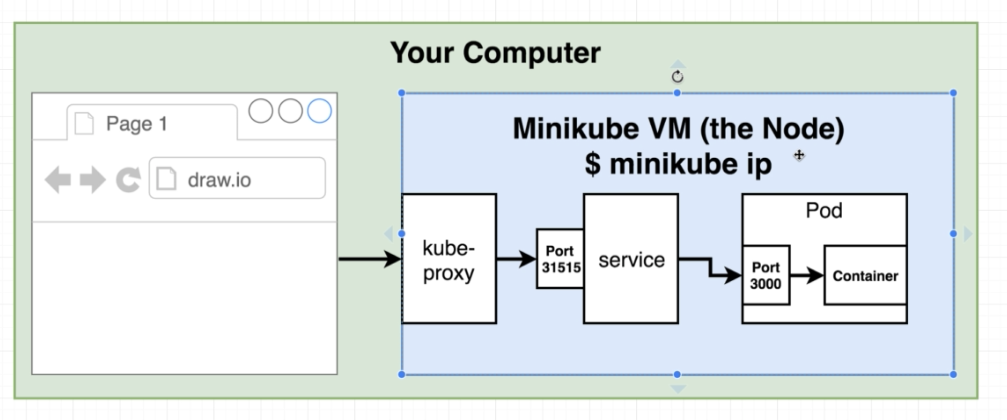 Your Computer
Page 1
draw.io
Minikube VM (the Node)
$ minikube ip
kube-
proxy
Port
31515
service
Pod
Port
3000
Container